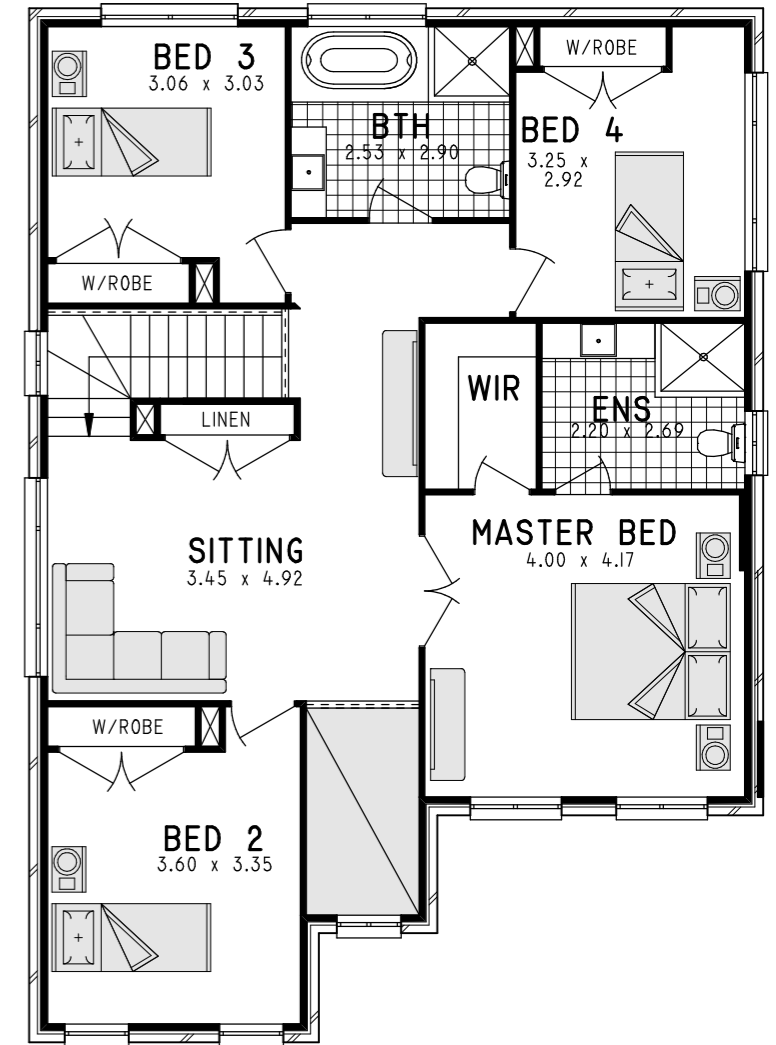 BED 3
3.06 x 3.03
W/ROBE
BTH
2.53 x 2.90
BED 4
3.25 x
2.92
W/ROBE
LINEN
WIR
ENS
2.20 x 2.69
SITTING
3.45 x 4.92
MASTER BED
4.00 x 4.17
W/ROBE
BED 2
3.60 x 3.35